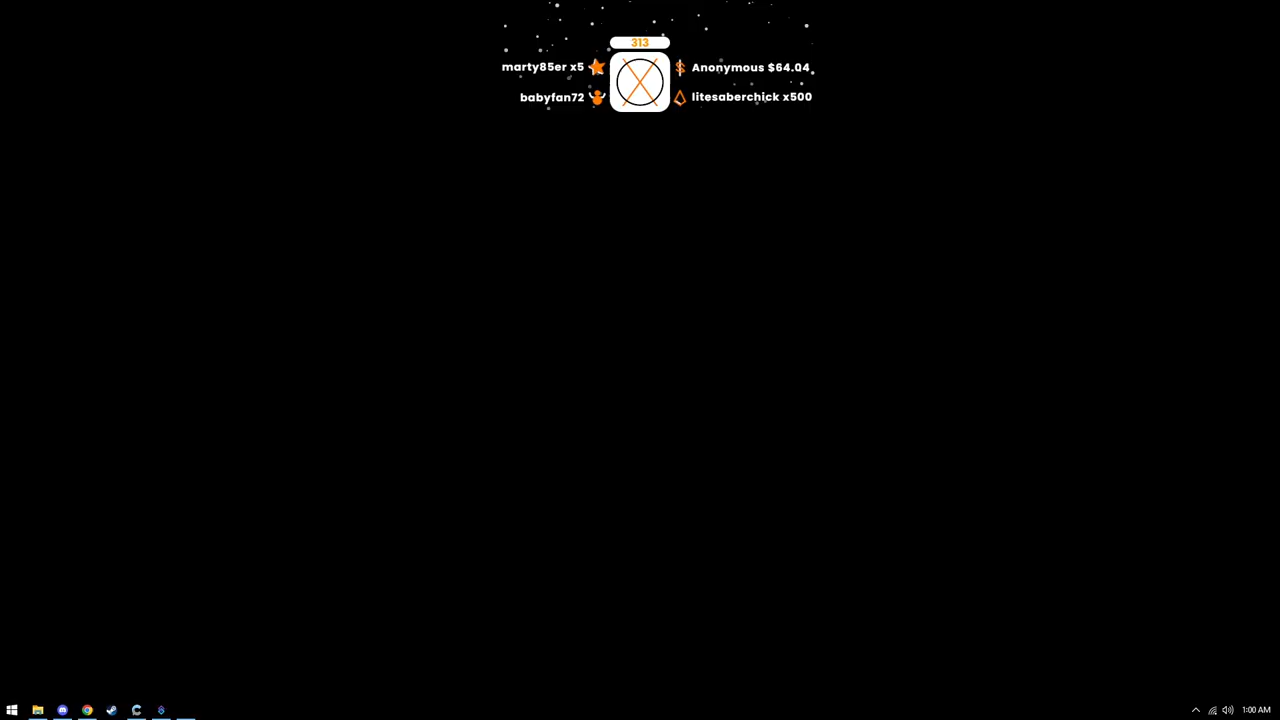 313
marty85er x5
Anonymous $64.04
babyfan72
litesaberchick x500
1:00 AM